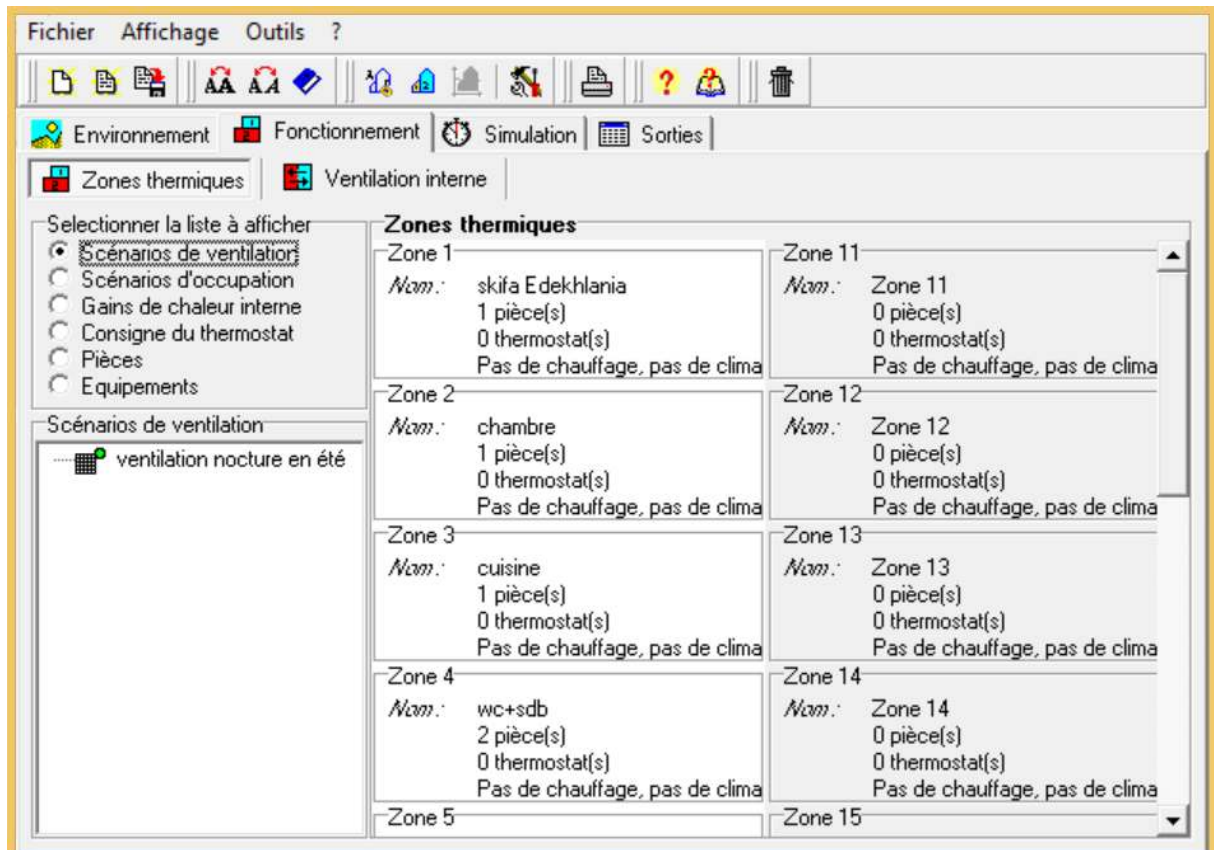 Fichier Affichage Outils ?
Environnement Fonctionnement Simulation Sorties
Zones thermiques Ventilation interne
Selectionner la liste à afficher
Scénarios de ventilation
Scénarios d'occupation
Gains de chaleur interne
Consigne du thermostat
Pièces
Equipements
Scénarios de ventilation
ventilation nocture en été
Zones thermiques
Zone 1
Nom.: skifa Edekhlania
1 pièce(s)
0 thermostat(s)
Pas de chauffage, pas de clima
Zone 2
Nom.: chambre
1 pièce(s)
0 thermostat(s)
Pas de chauffage, pas de clima
Zone 3
Nom.: cuisine
1 pièce(s)
0 thermostat(s)
Pas de chauffage, pas de clima
Zone 4
Nom.: wc+sdb
2 pièce(s)
0 thermostat(s)
Pas de chauffage, pas de clima
Zone 5
Zone 11
Nom.: Zone 11
0 pièce(s)
0 thermostat(s)
Pas de chauffage, pas de clima
Zone 12
Nom.: Zone 12
0 pièce(s)
0 thermostat(s)
Pas de chauffage, pas de clima
Zone 13
Nom.: Zone 13
0 pièce(s)
0 thermostat(s)
Pas de chauffage, pas de clima
Zone 14
Nom.: Zone 14
0 pièce(s)
0 thermostat(s)
Pas de chauffage, pas de clima
Zone 15